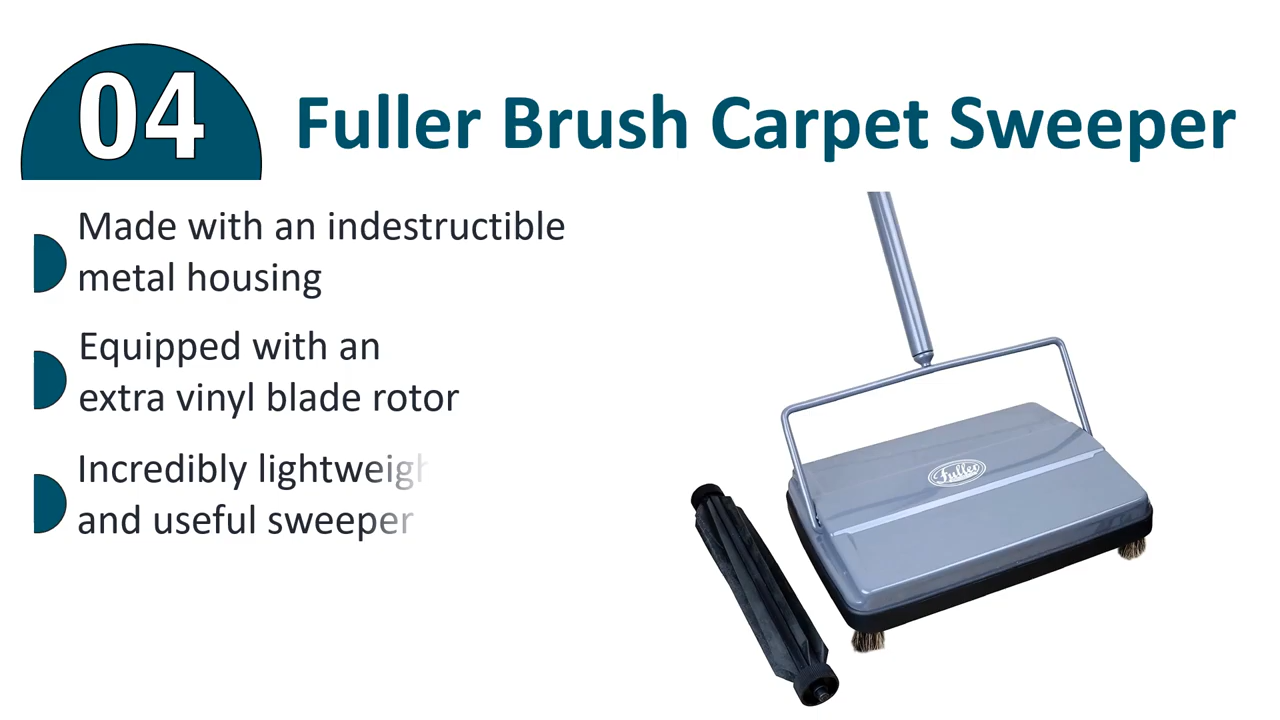 04
Fuller Brush Carpet Sweeper
Made with an indestructible
metal housing
Equipped with an
extra vinyl blade rotor
Incredibly lightweigh
and useful sweeper
Fuller